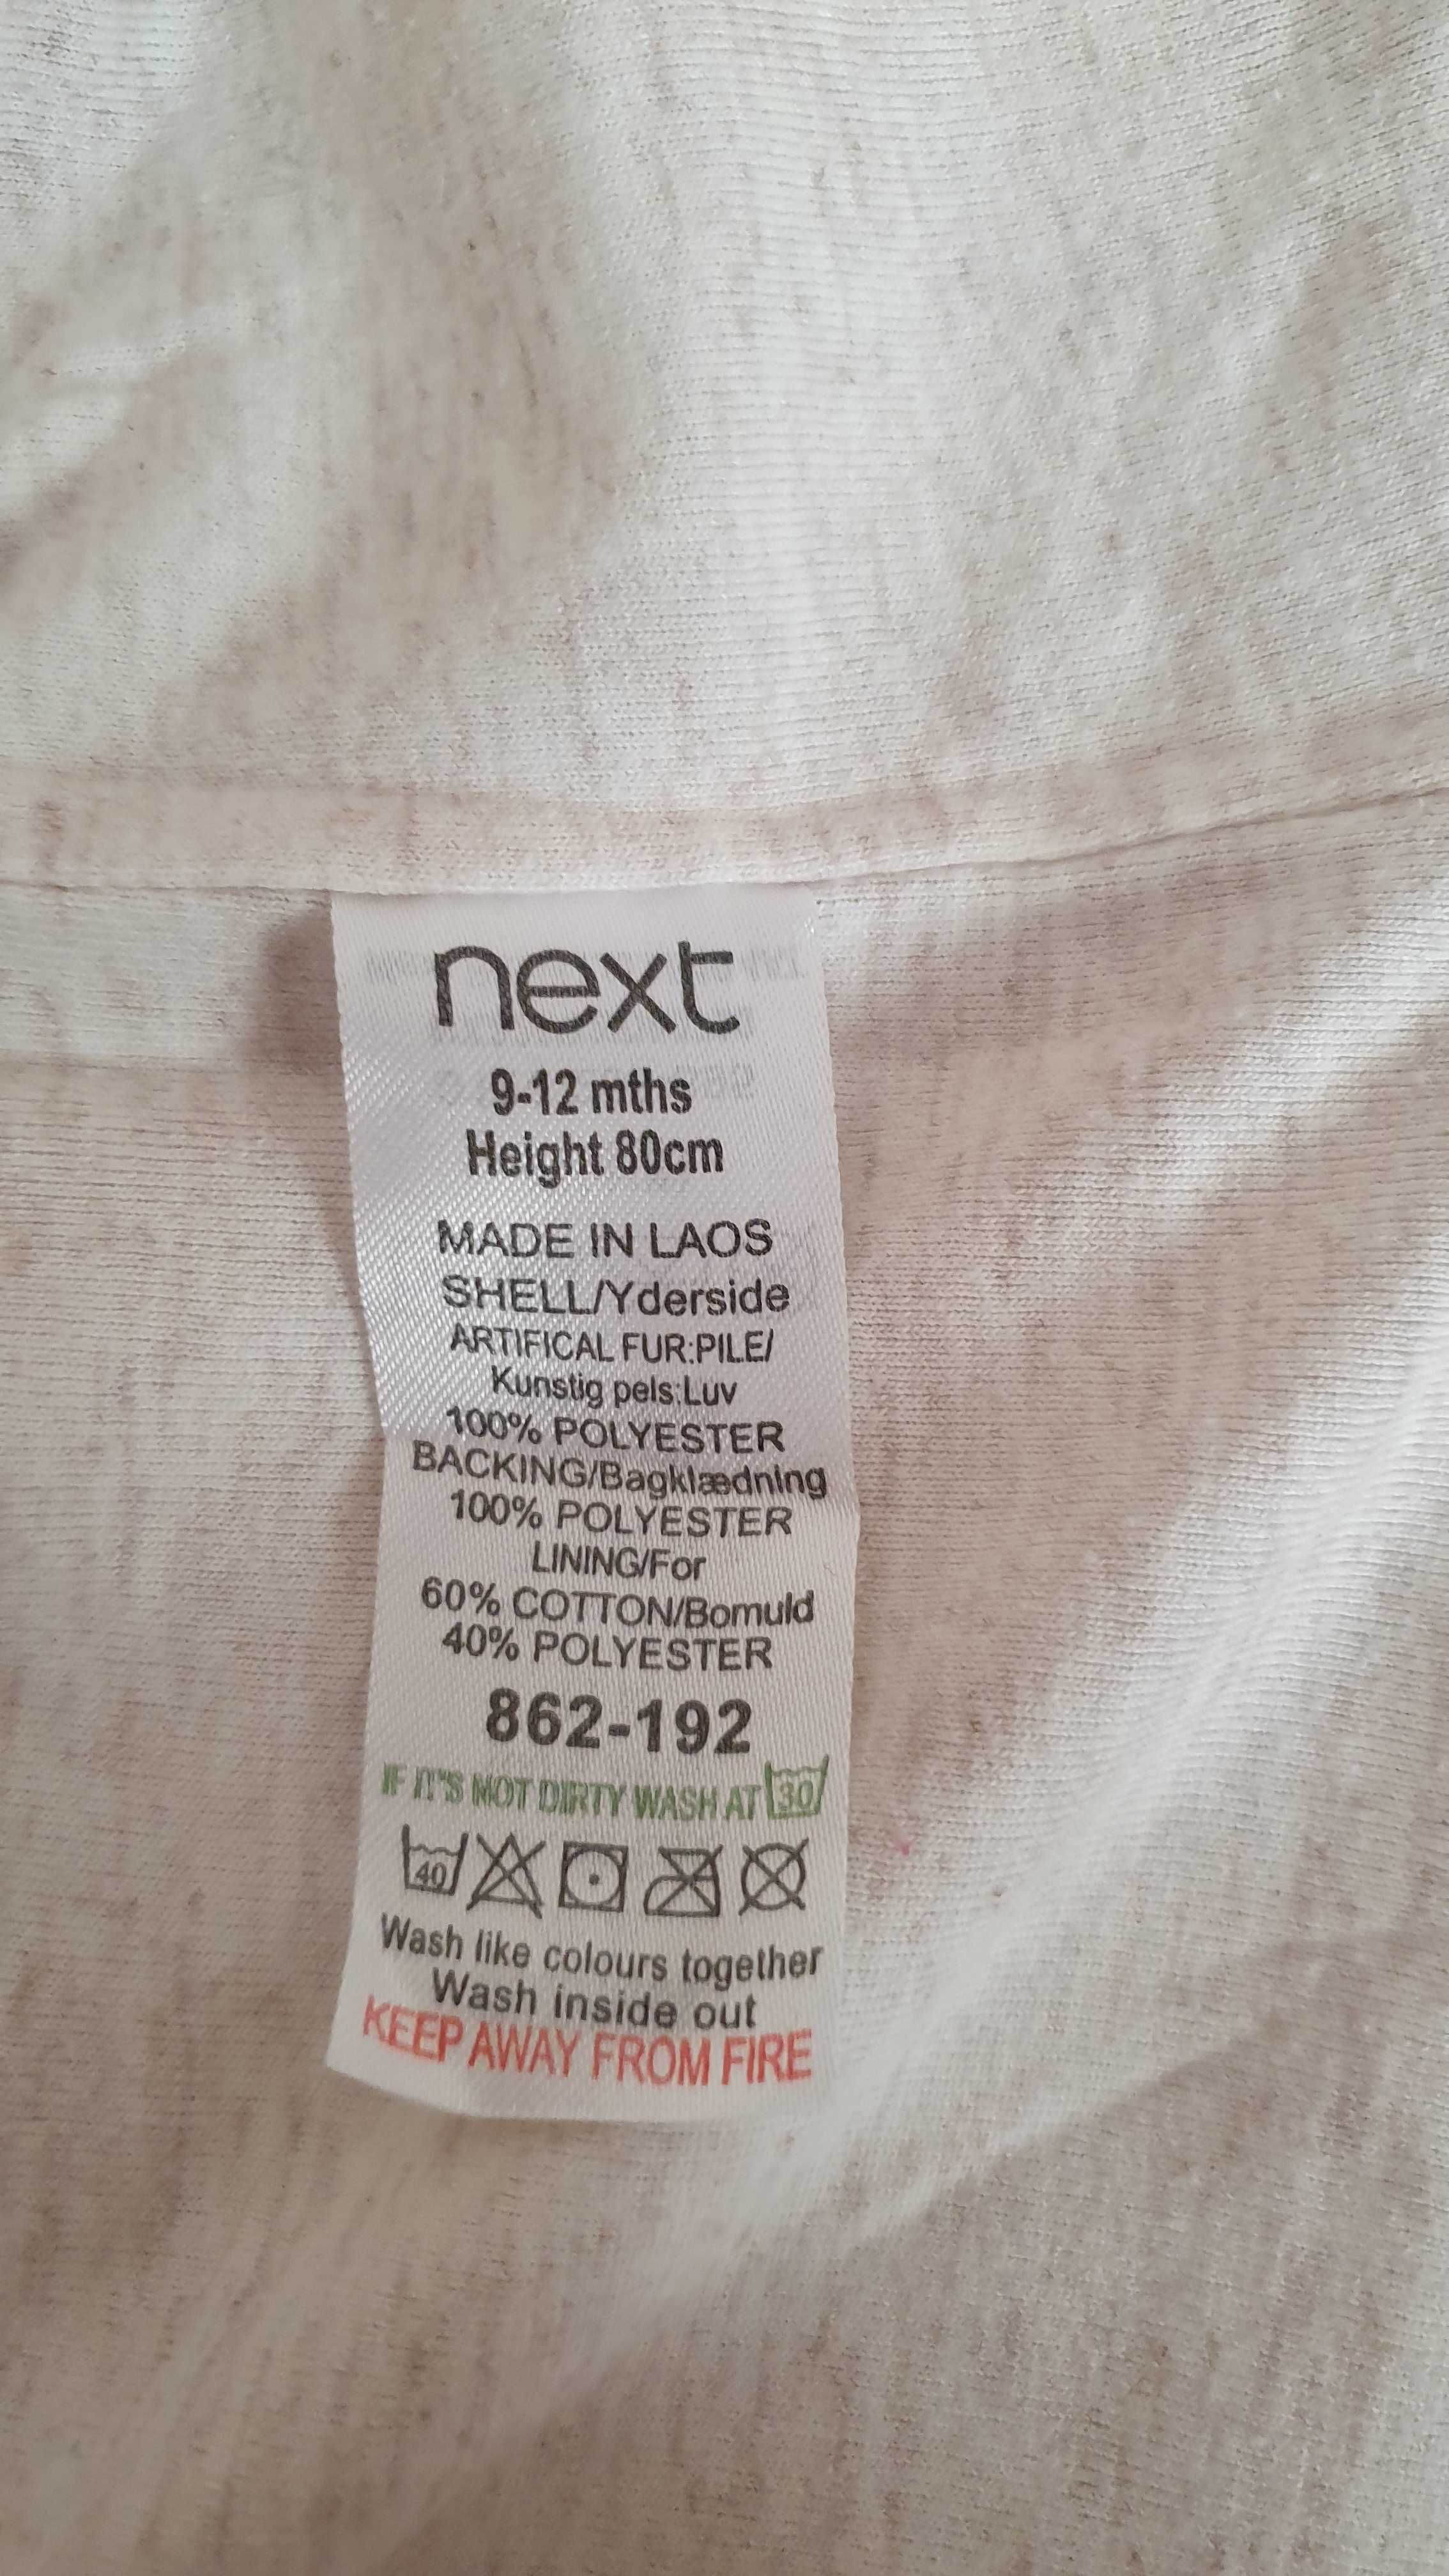 next
9-12 mths
Height 80cm
MADE IN LAOS
SHELL/Yderside
ARTIFICAL FUR:PILE/
Kunstig pels:Luv
100% POLYESTER
BACKING/Bagklædning
100% POLYESTER
LINING/For
60% COTTON/Bomuld
40% POLYESTER
862-192
IF IT'S NOT DIRTY WASH AT 30
40
Wash like colours together
Wash inside out
KEEP AWAY FROM FIRE